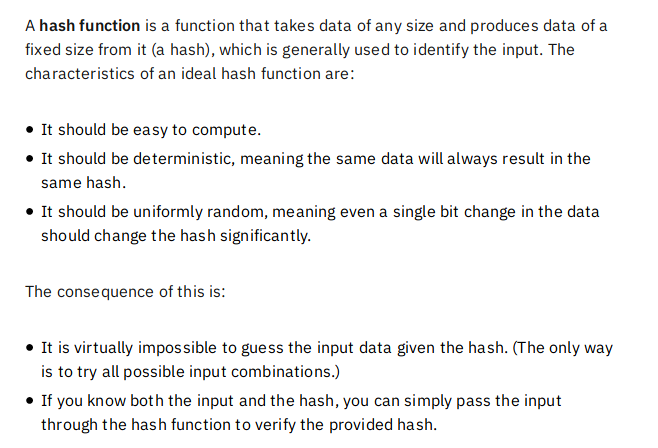 A hash function is a function that takes data of any size and produces data of a
fixed size from it (a hash), which is generally used to identify the input. The
characteristics of an ideal hash function are:
• It should be easy to compute.
• It should be deterministic, meaning the same data will always result in the
same hash.
• It should be uniformly random, meaning even a single bit change in the data
should change the hash significantly.
The consequence of this is:
• It is virtually impossible to guess the input data given the hash. (The only way
is to try all possible input combinations.)
• If you know both the input and the hash, you can simply pass the input
through the hash function to verify the provided hash.